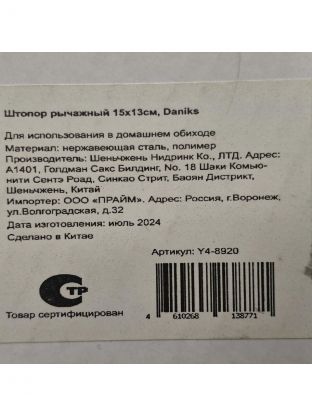 Штопор рычажный 15х13см, Daniks
Для использования в домашнем обиходе
Материал: нержавеющая сталь, полимер
Производитель: Шеньчжень Нидринк Ко., ЛТД. Адрес:
А1401, Голдман Сакс Билдинг, No. 18 Шаки Комью-
нити Сентэ Роад, Синкао Стрит, Баоян Дистрикт,
Шеньчжень, Китай
Импортер: ООО «ПРАЙМ». Адрес: Россия, г.Воронеж,
ул.Волгоградская, д.32
Дата изготовления: июль 2024
Сделано в Китае
Артикул: Y4-8920
СТР
Товар сертифицирован
4 610268 138771